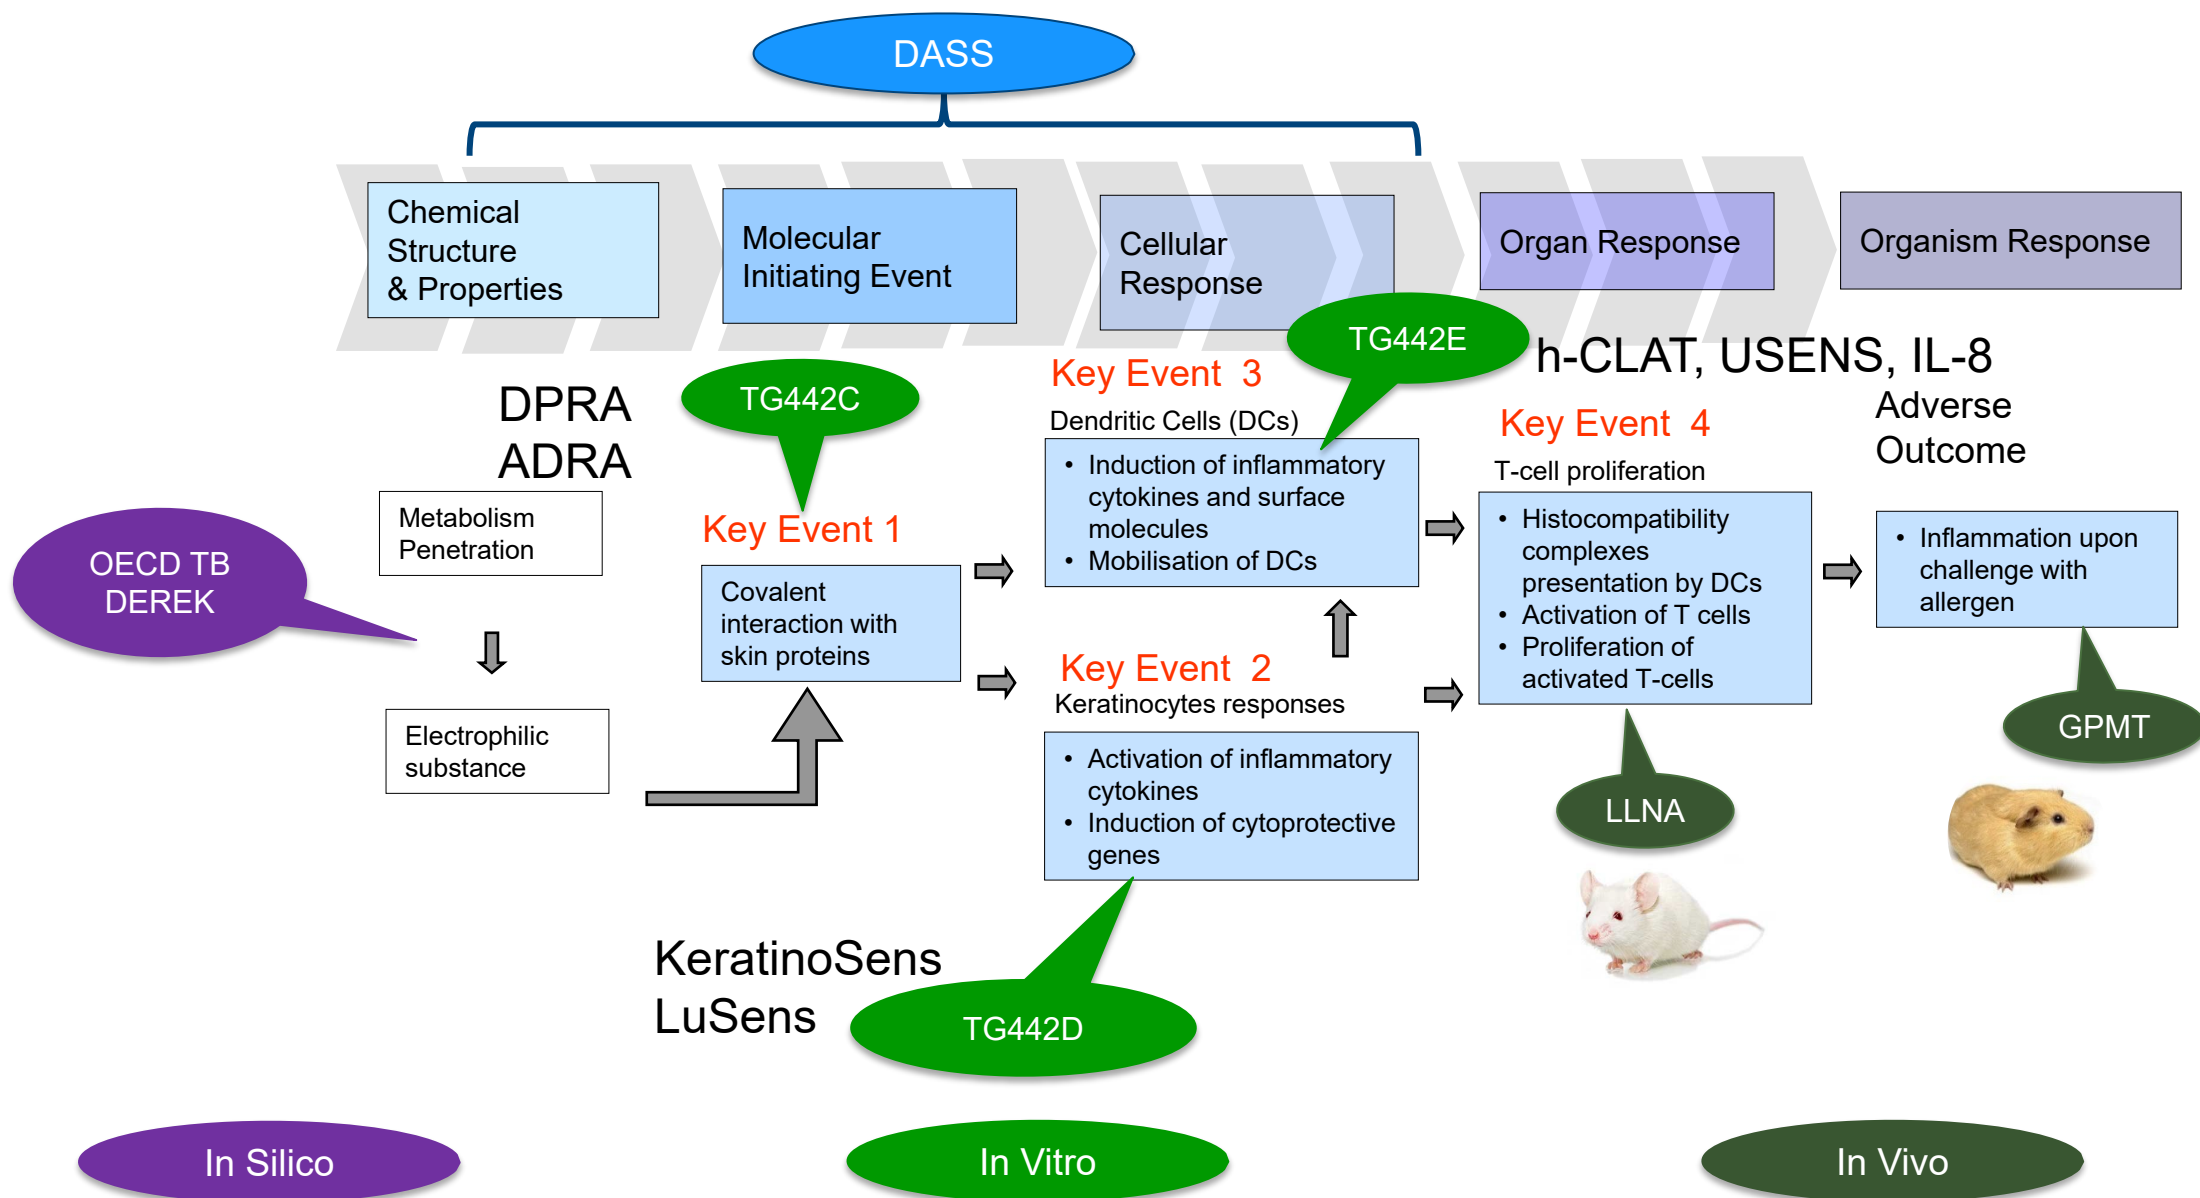 DASS
Chemical
Structure
& Properties
Molecular
Initiating Event
Cellular
Response
Organ Response
Organism Response
DPRA
ADRA
TG442C
Key Event 3
Dendritic Cells (DCs)
TG442E
h-CLAT, USENS, IL-8
Adverse
Outcome
Key Event 4
T-cell proliferation
OECD TB
DEREK
Metabolism
Penetration
Electrophilic
substance
Key Event 1
Covalent
interaction with
skin proteins
• Induction of inflammatory
cytokines and surface
molecules
• Mobilisation of DCs
Key Event 2
Keratinocytes responses
• Activation of inflammatory
cytokines
• Induction of cytoprotective
genes
• Histocompatibility
complexes
presentation by DCs
• Activation of T cells
• Proliferation of
activated T-cells
• Inflammation upon
challenge with
allergen
GPMT
LLNA
KeratinoSens
LuSens
TG442D
In Silico
In Vitro
In Vivo